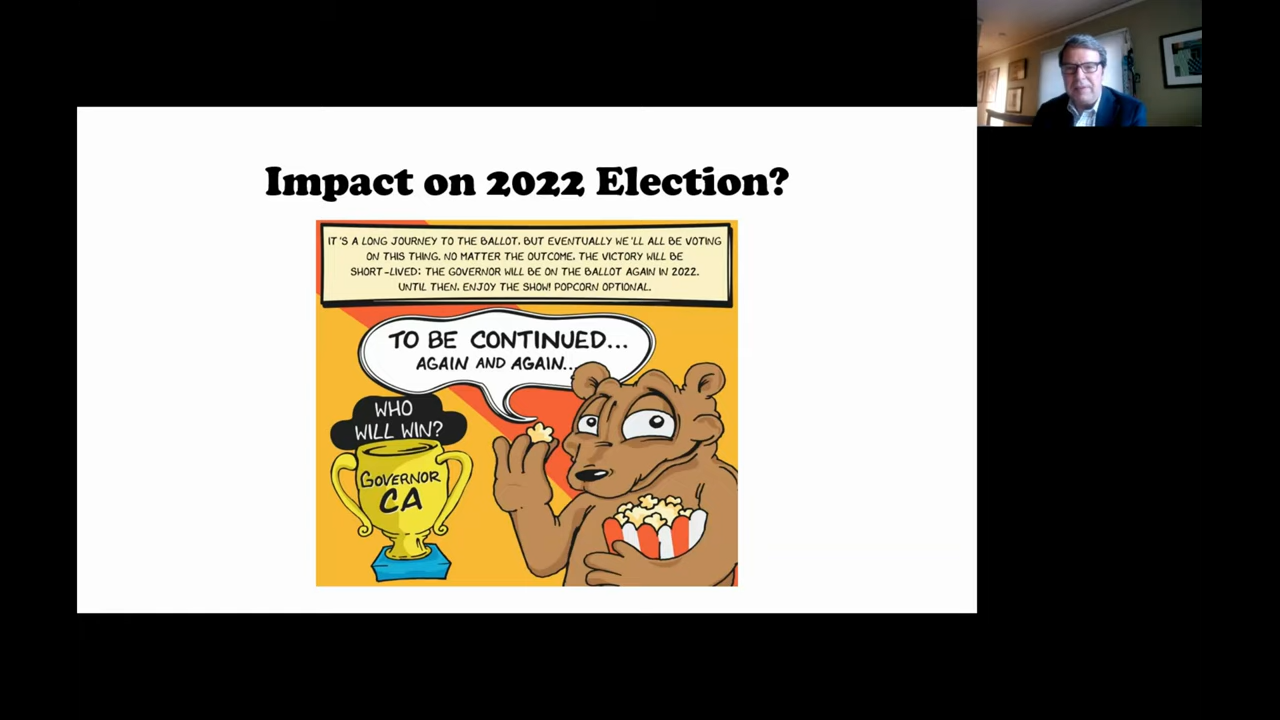 Impact on 2022 Election?
IT'S A LONG JOURNEY TO THE BALLOT, BUT EVENTUALLY WE'LL ALL BE VOTING
ON THIS THING. NO MATTER THE OUTCOME, THE VICTORY WILL BE
SHORT-LIVED: THE GOVERNOR WILL BE ON THE BALLOT AGAIN IN 2022.
UNTIL THEN, ENJOY THE SHOW! POPCORN OPTIONAL.
TO BE CONTINUED...
AGAIN AND AGAIN...
WHO
WILL WIN?
GOVERNOR
CA